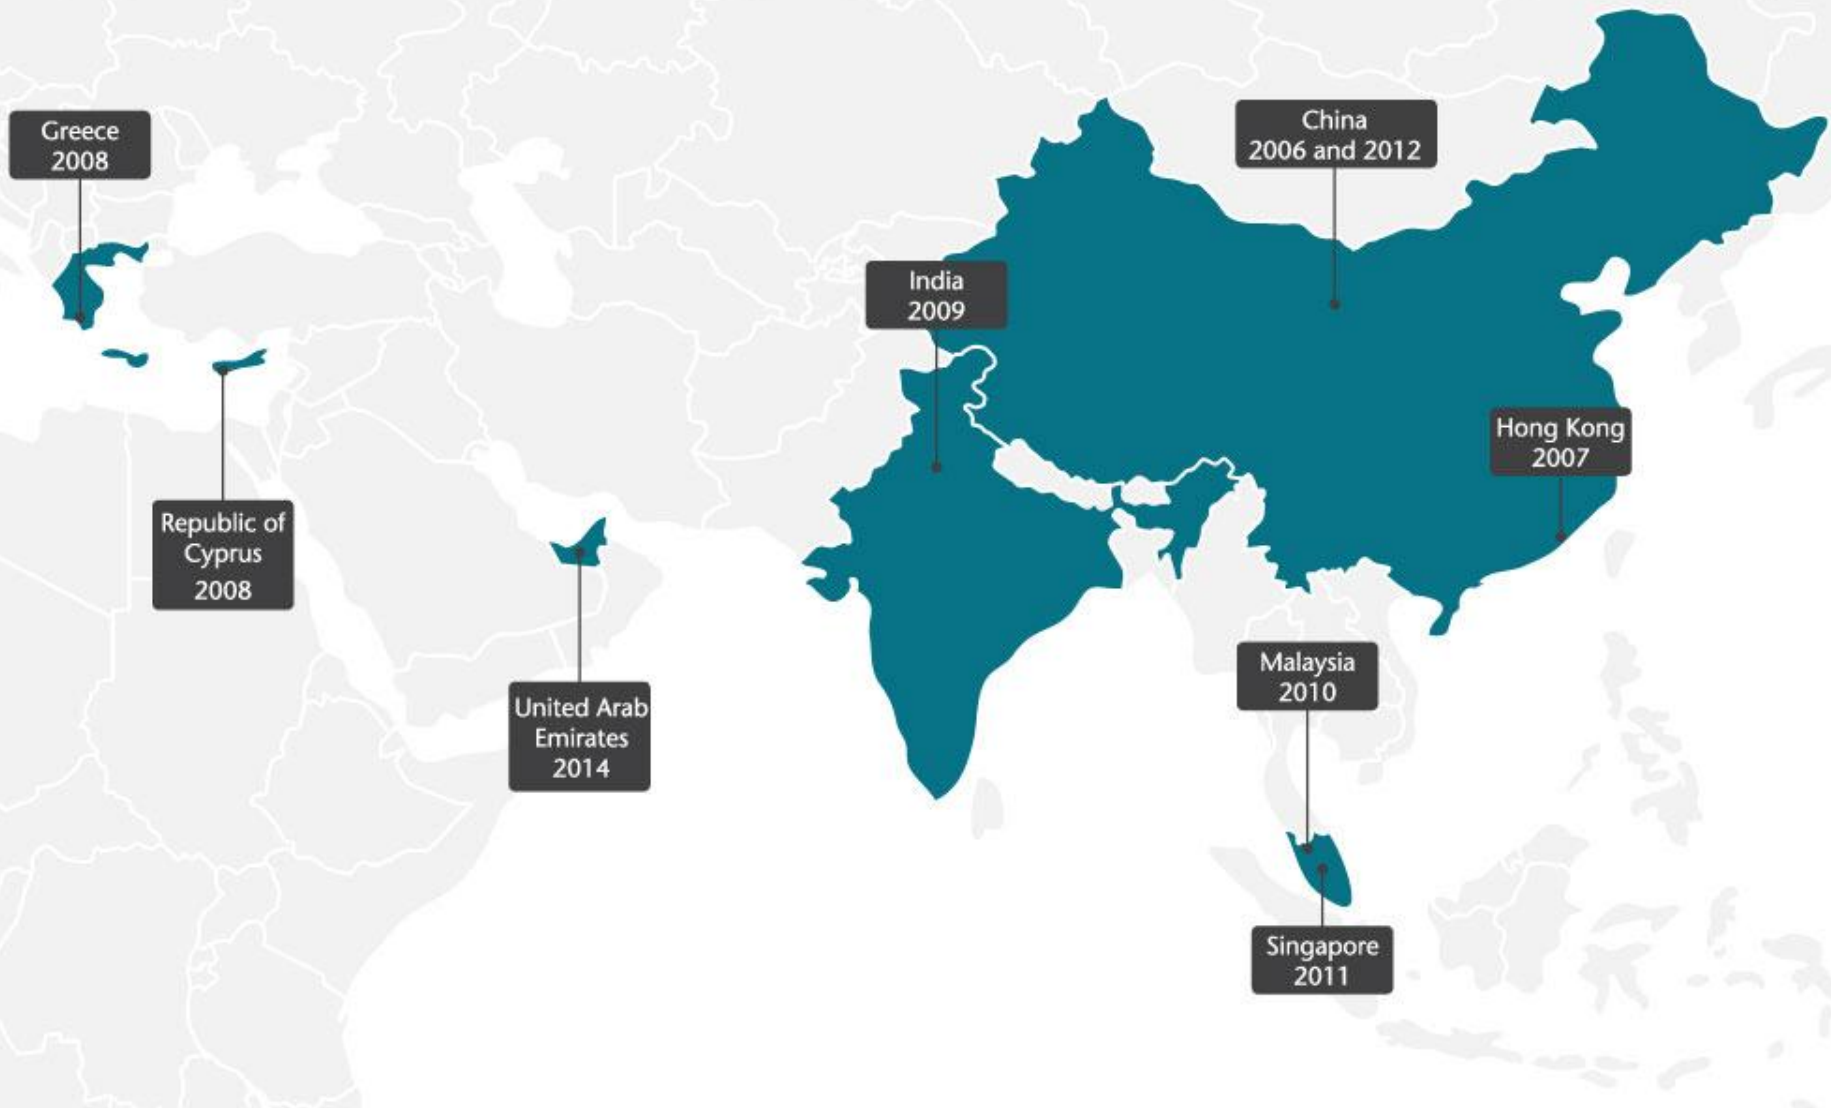 Greece
2008
China
2006 and 2012
India
2009
Hong Kong
2007
Republic of
Cyprus
2008
United Arab
Emirates
2014
Malaysia
2010
Singapore
2011